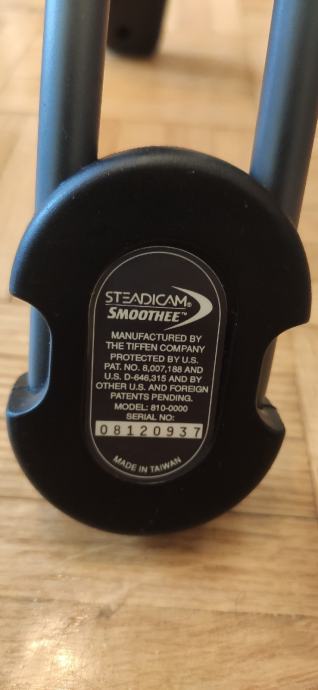 STEADICAM®
SMOOTHEE™
MANUFACTURED BY
THE TIFFEN COMPANY
PROTECTED BY U.S.
PAT. NO. 8,007,188 AND
U.S. D-646,315 AND BY
OTHER U.S. AND FOREIGN
PATENTS PENDING.
MODEL: 810-0000
SERIAL NO:
08120937
MADE IN TAIWAN